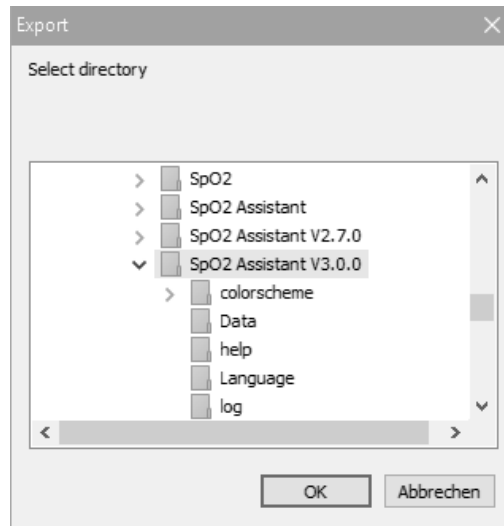 Export
Select directory
SpO2
SpO2 Assistant
SpO2 Assistant V2.7.0
SpO2 Assistant V3.0.0
colorscheme
Data
help
Language
log
OK
Abbrechen